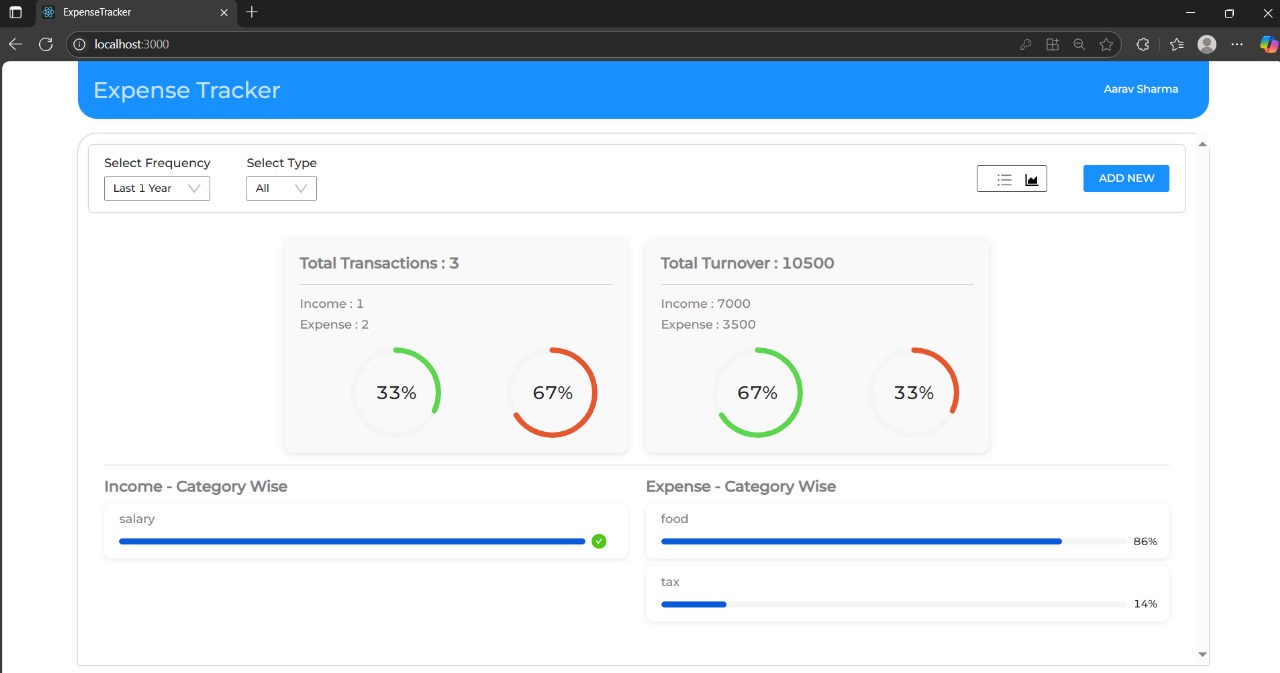 ExpenseTracker
localhost:3000
Expense Tracker
Aarav Sharma
Select Frequency
Select Type
Last 1 Year
All
ADD NEW
Total Transactions : 3
Income : 1
Expense : 2
33%
67%
Total Turnover : 10500
Income : 7000
Expense : 3500
67%
33%
Income - Category Wise
salary
Expense - Category Wise
food
86%
tax
14%